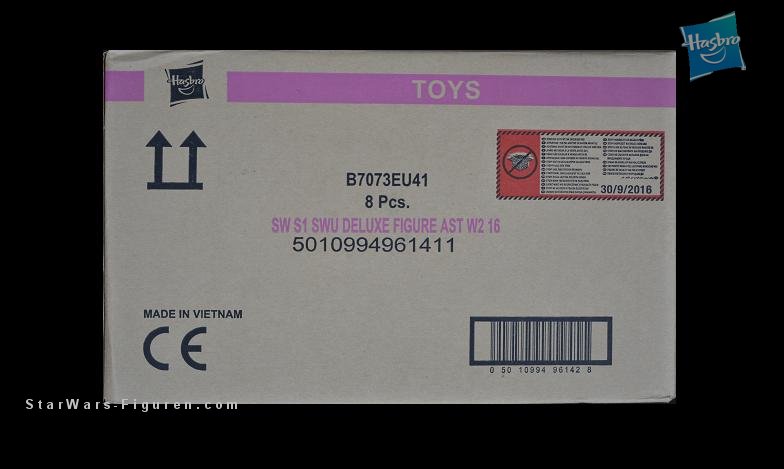 Hasbro
Hasbro
TOYS
B7073EU41
8 Pcs.
SW S1 SWU DELUXE FIGURE AST W2 16
5010994961411
30/9/2016
MADE IN VIETNAM
CE
0 50 10994 96142 8
StarWars-Figuren.com